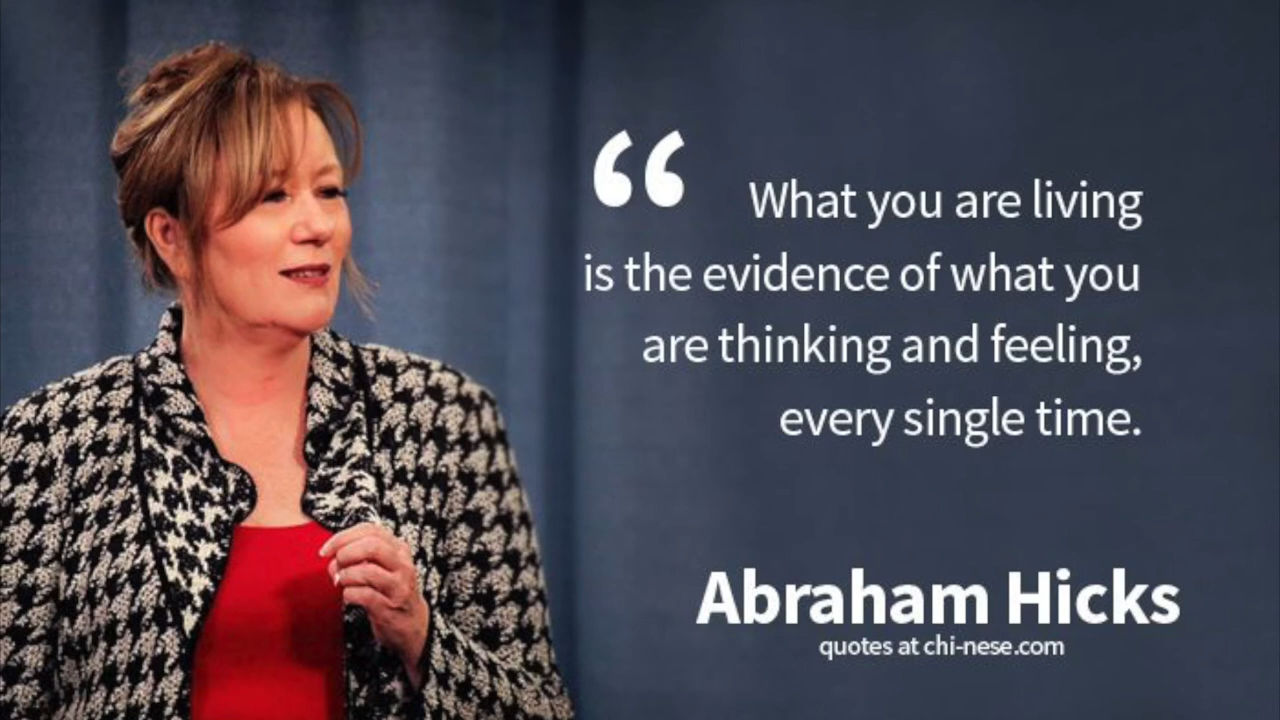 “ What you are living
is the evidence of what you
are thinking and feeling,
every single time.
Abraham Hicks
quotes at chi-nese.com